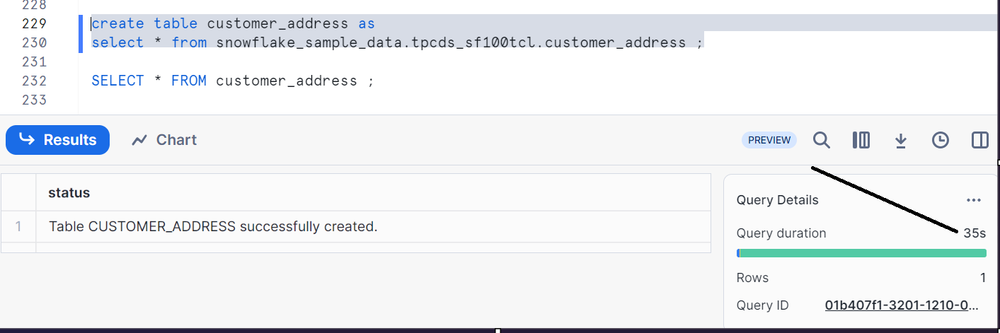 228
229 create table customer_address as
230 select * from snowflake_sample_data.tpcds_sf100tcl.customer_address ;
231
232 SELECT * FROM customer_address ;
233
Results Chart PREVIEW
status
1 Table CUSTOMER_ADDRESS successfully created.
Query Details ...
Query duration 35s
Rows 1
Query ID 01b407f1-3201-1210-0...